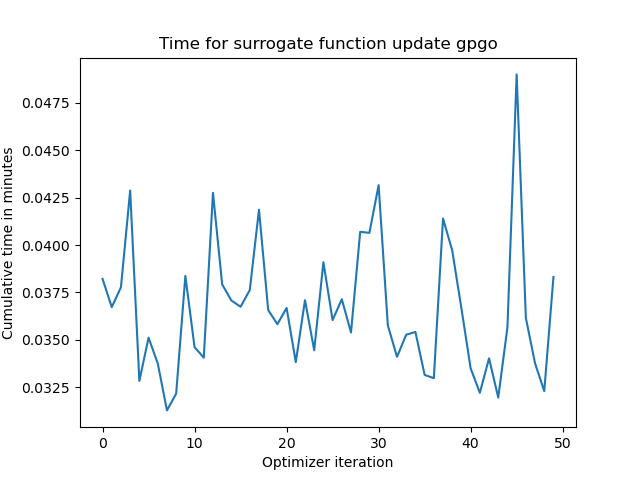 Time for surrogate function update gpgo
Cumulative time in minutes
0.0475
0.0450
0.0425
0.0400
0.0375
0.0350
0.0325
0 10 20 30 40 50
Optimizer iteration